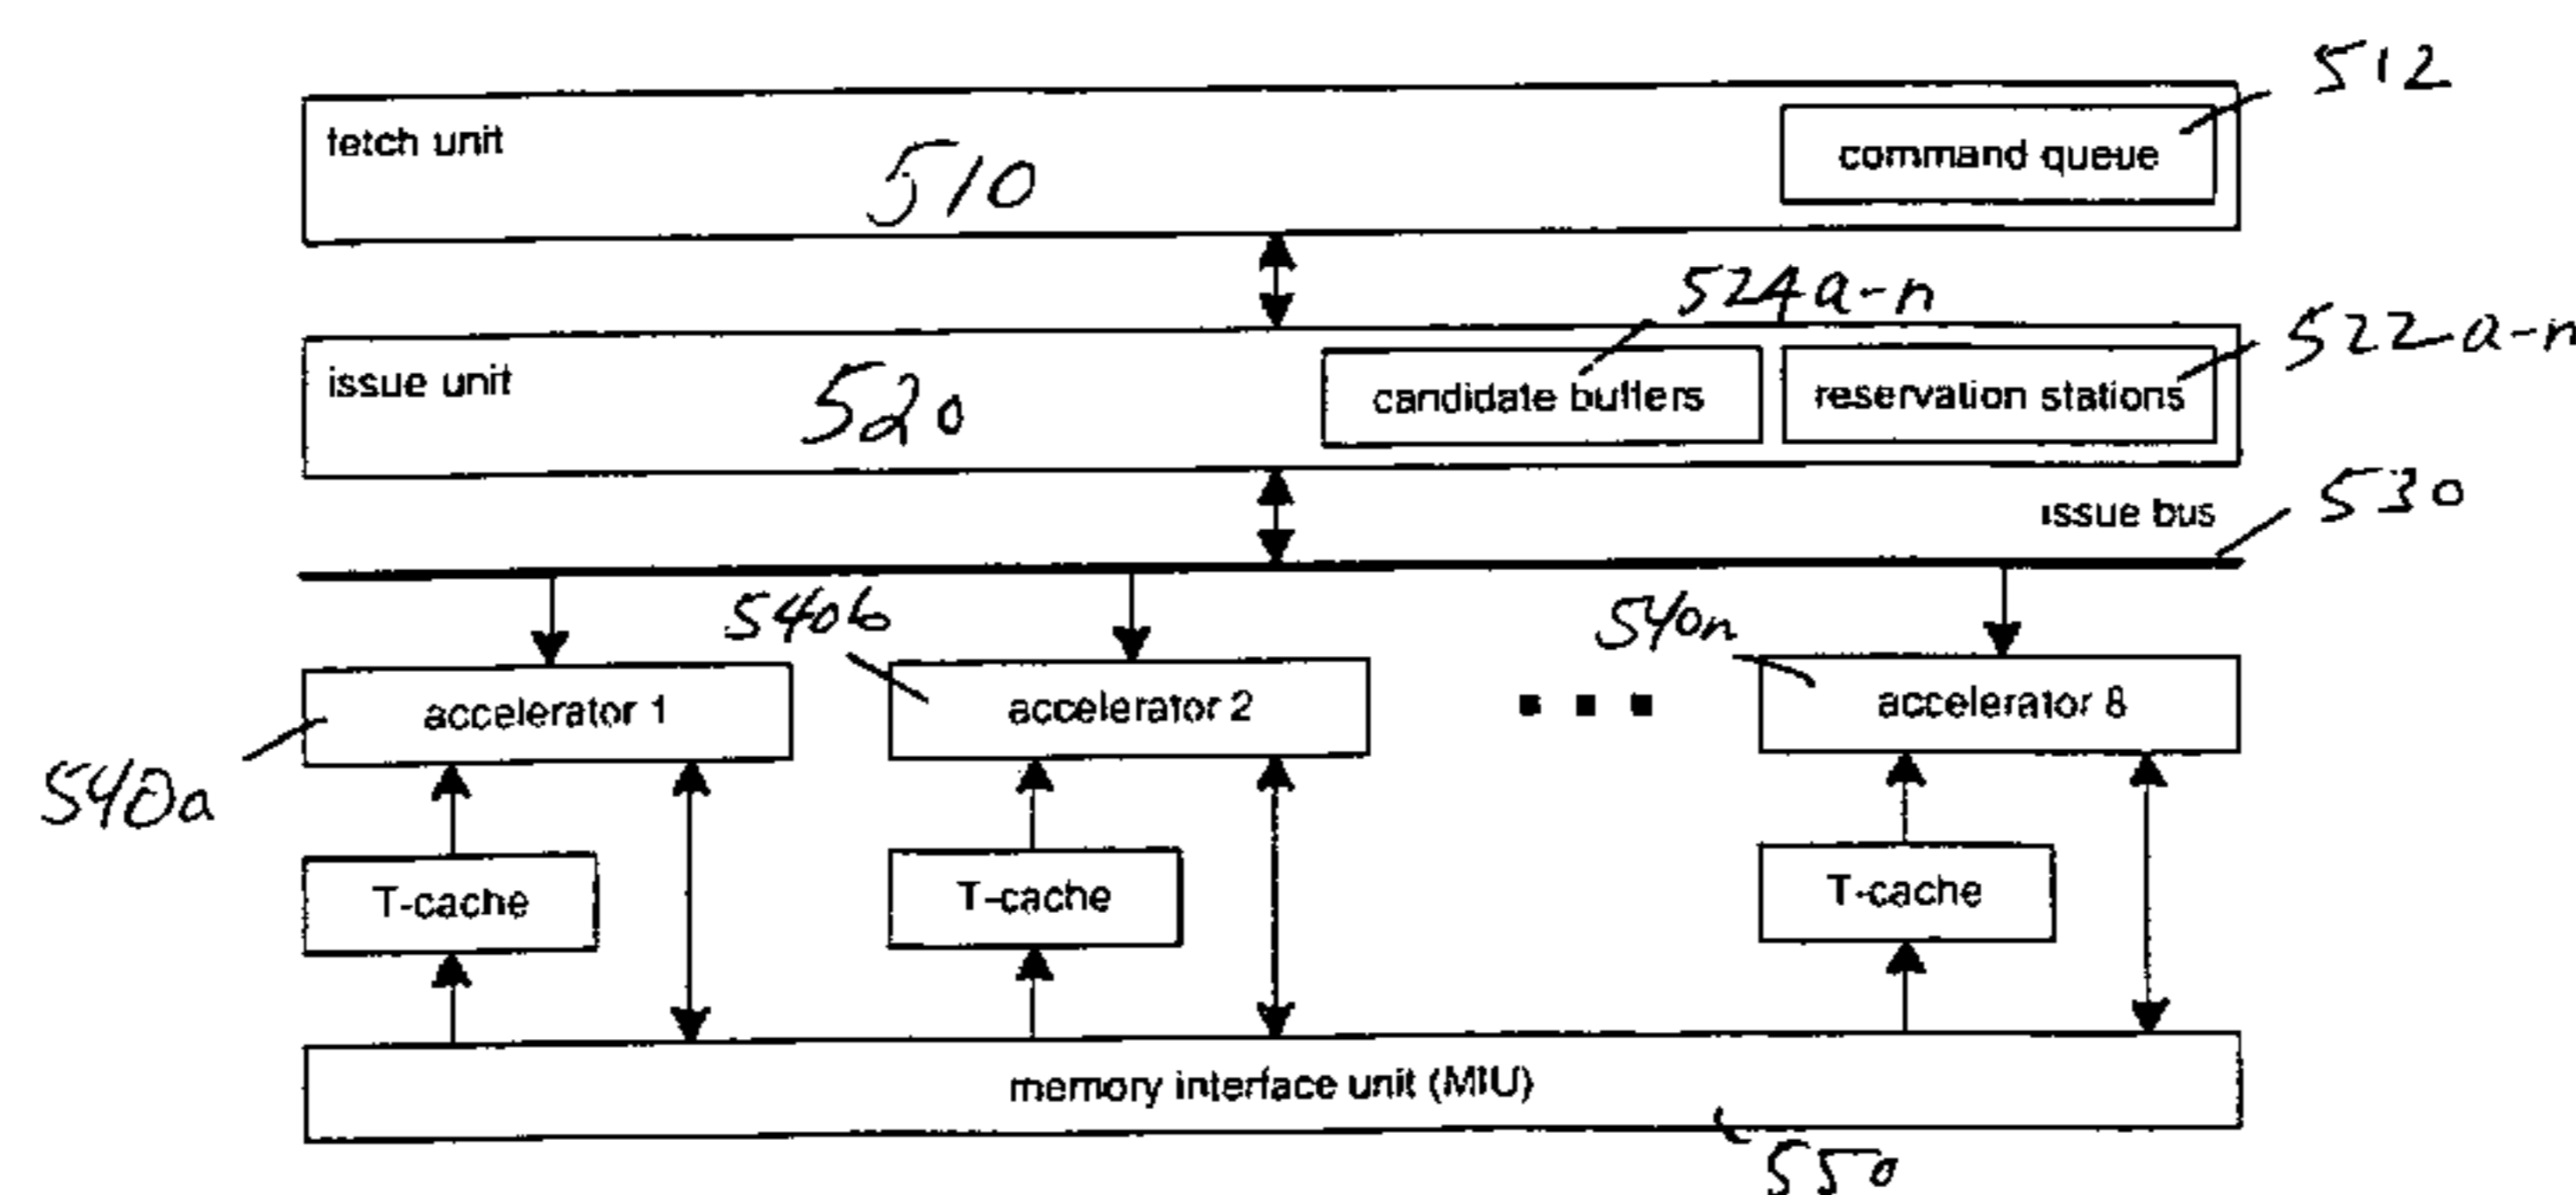 512
fetch unit
510
command queue
524a-n
522-a-n
issue unit
520
candidate buffers
reservation stations
issue bus
530
540b
540n
accelerator 1
accelerator 2
accelerator 8
540a
T-cache
T-cache
T-cache
memory interface unit (MIU)
550